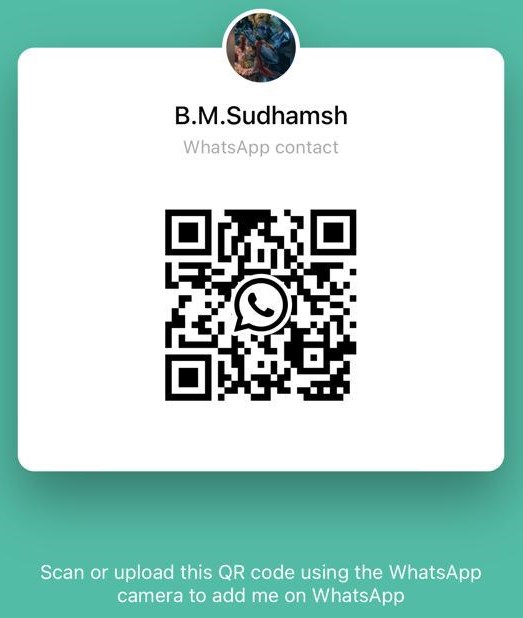 B.M.Sudhamsh
WhatsApp contact
Scan or upload this QR code using the WhatsApp
camera to add me on WhatsApp